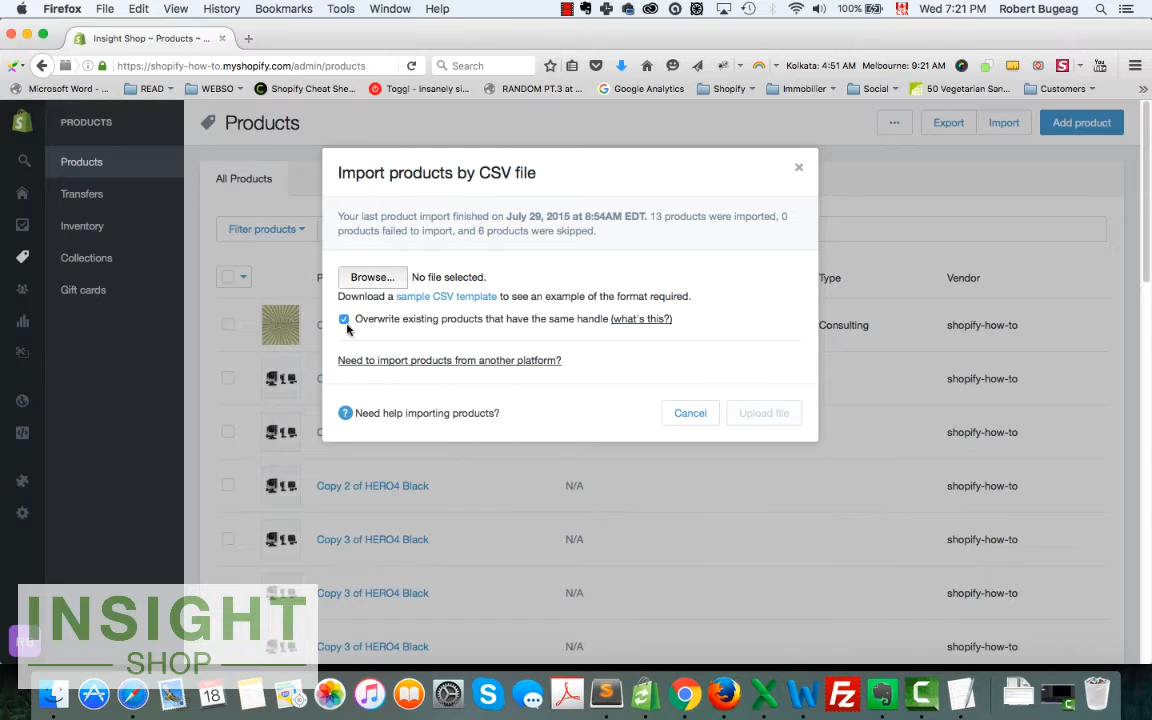 Firefox File Edit View History Bookmarks Tools Window Help 100% Wed 7:21 PM Robert Bugeag
Insight Shop ~ Products ~ ...
https://shopify-how-to.myshopify.com/admin/products Search Kolkata: 4:51 AM Melbourne: 9:21 AM
Microsoft Word - ... READ WEBSO Shopify Cheat She... Toggl - Insanely si... RANDOM PT.3 at ... Google Analytics Shopify Immobilier Social 50 Vegetarian San... Customers
PRODUCTS
Products
Transfers
Inventory
Collections
Gift cards
Products
... Export Import Add product
All Products
Filter products
Import products by CSV file
Your last product import finished on July 29, 2015 at 8:54AM EDT. 13 products were imported, 0
products failed to import, and 6 products were skipped.
Browse... No file selected.
Download a sample CSV template to see an example of the format required.
Overwrite existing products that have the same handle (what's this?)
Need to import products from another platform?
? Need help importing products? Cancel Upload file
Type Vendor
Consulting shopify-how-to
shopify-how-to
shopify-how-to
Copy 2 of HERO4 Black N/A shopify-how-to
Copy 3 of HERO4 Black N/A shopify-how-to
Copy 3 of HERO4 Black N/A shopify-how-to
Copy 3 of HERO4 Black N/A shopify-how-to
RB
INSIGHT
SHOP
18